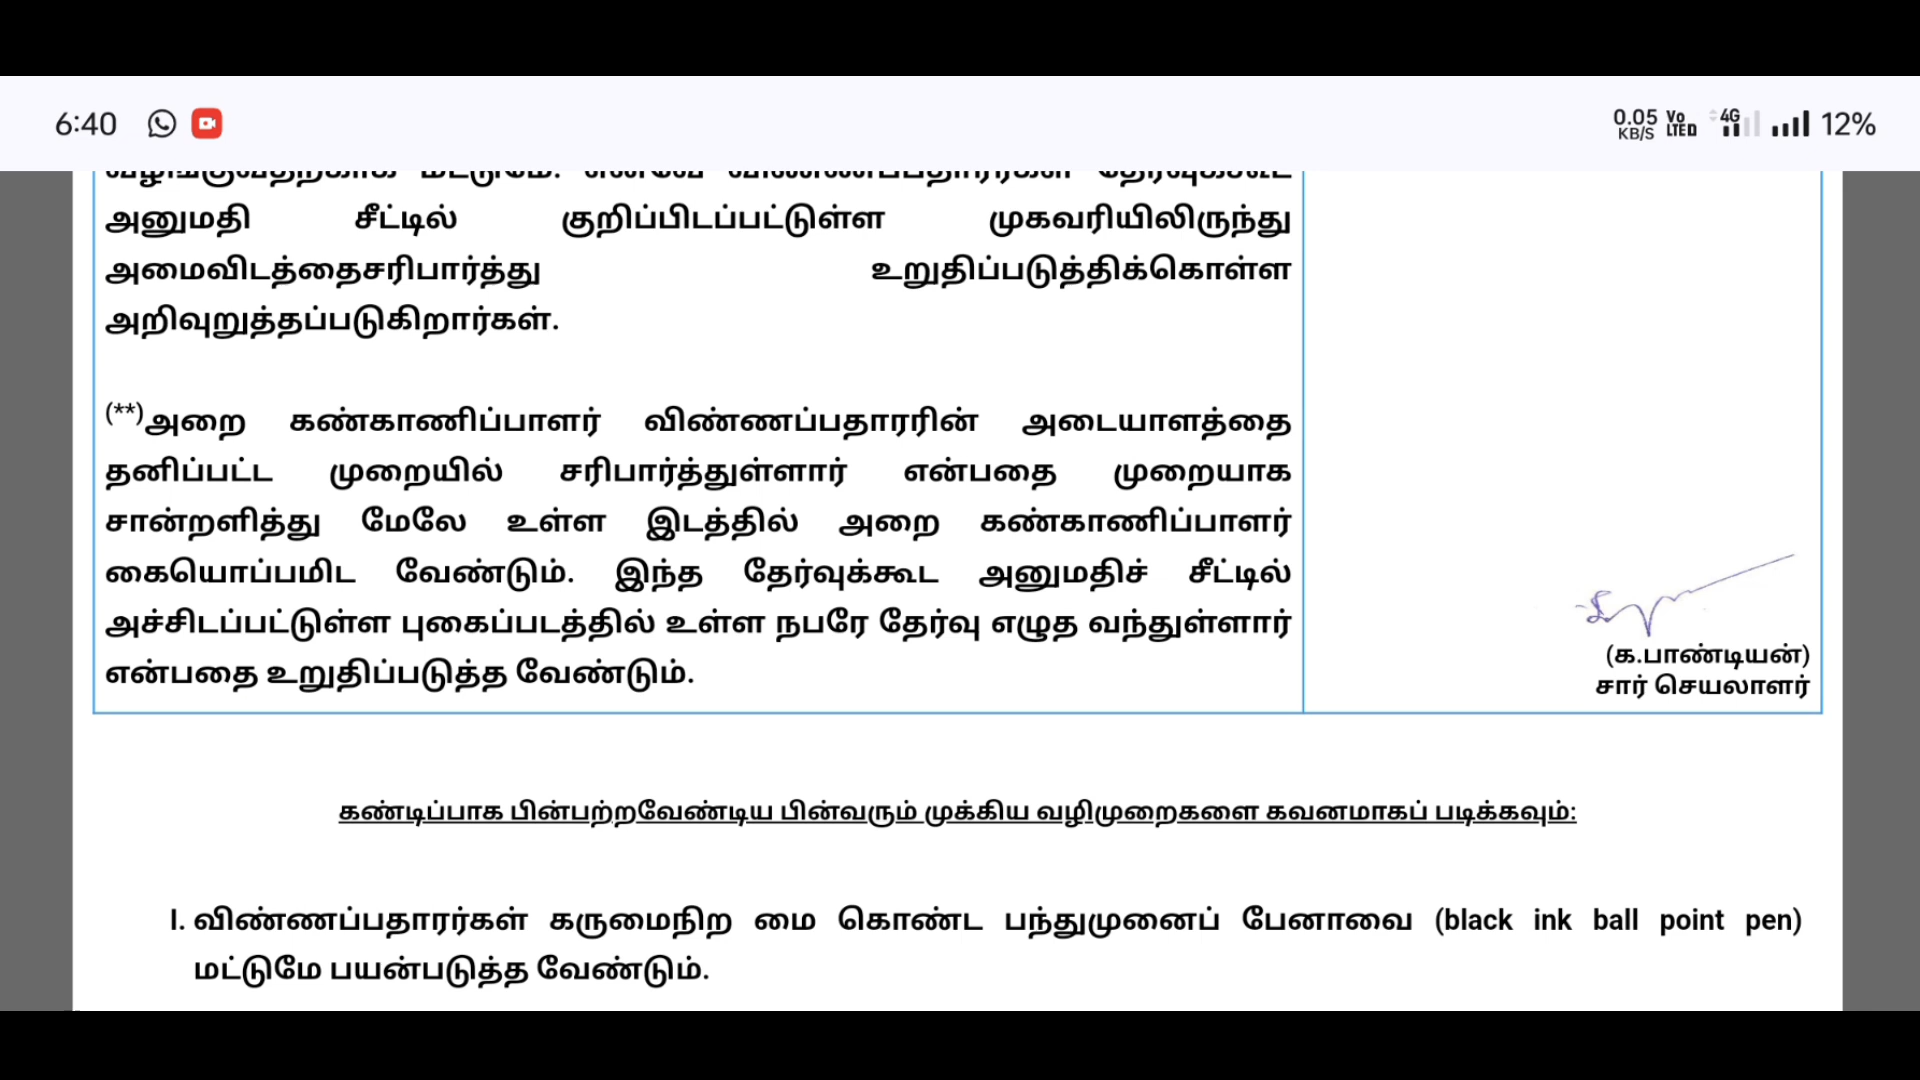 6:40
0.05 KB/S Vo LTE 4G 12%
அனுமதி சீட்டில் குறிப்பிடப்பட்டுள்ள முகவரியிலிருந்து
அமைவிடத்தைசரிபார்த்து உறுதிப்படுத்திக்கொள்ள
அறிவுறுத்தப்படுகிறார்கள்.
(**)அறை கண்காணிப்பாளர் விண்ணப்பதாரரின் அடையாளத்தை
தனிப்பட்ட முறையில் சரிபார்த்துள்ளார் என்பதை முறையாக
சான்றளித்து மேலே உள்ள இடத்தில் அறை கண்காணிப்பாளர்
கையொப்பமிட வேண்டும். இந்த தேர்வுக்கூட அனுமதிச் சீட்டில்
அச்சிடப்பட்டுள்ள புகைப்படத்தில் உள்ள நபரே தேர்வு எழுத வந்துள்ளார்
என்பதை உறுதிப்படுத்த வேண்டும்.
(க.பாண்டியன்)
சார் செயலாளர்
கண்டிப்பாக பின்பற்றவேண்டிய பின்வரும் முக்கிய வழிமுறைகளை கவனமாகப் படிக்கவும்:
I. விண்ணப்பதாரர்கள் கருமைநிற மை கொண்ட பந்துமுனைப் பேனாவை (black ink ball point pen)
மட்டுமே பயன்படுத்த வேண்டும்.